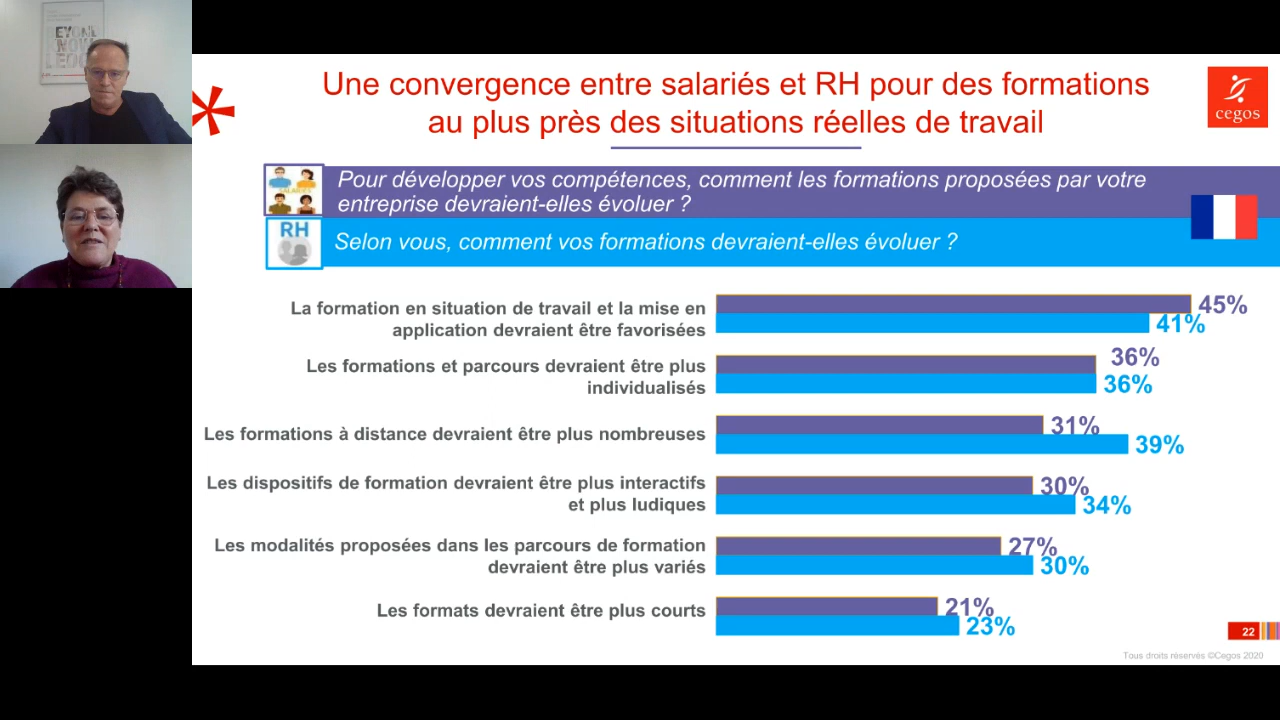 BEYOND
KNOW
LEDGE
Une convergence entre salariés et RH pour des formations
au plus près des situations réelles de travail
cegos
SALARIÉS
Pour développer vos compétences, comment les formations proposées par votre
entreprise devraient-elles évoluer ?
RH
Selon vous, comment vos formations devraient-elles évoluer ?
La formation en situation de travail et la mise en
application devraient être favorisées
45%
41%
Les formations et parcours devraient être plus
individualisés
36%
36%
Les formations à distance devraient être plus nombreuses
31%
39%
Les dispositifs de formation devraient être plus interactifs
et plus ludiques
30%
34%
Les modalités proposées dans les parcours de formation
devraient être plus variés
27%
30%
Les formats devraient être plus courts
21%
23%
22
Tous droits réservés ©Cegos 2020